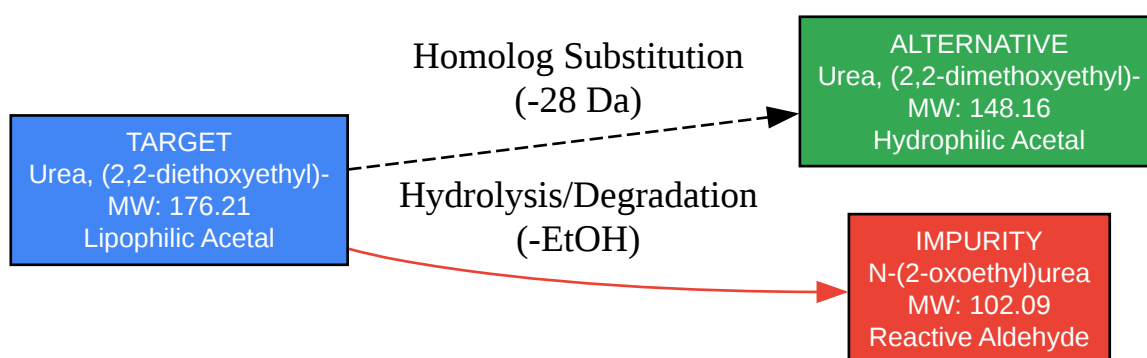 TARGET
Urea, (2,2-diethoxyethyl)-
MW: 176.21
Lipophilic Acetal
Homolog Substitution
(-28 Da)
Hydrolysis/Degradation
(-EtOH)
ALTERNATIVE
Urea, (2,2-dimethoxyethyl)-
MW: 148.16
Hydrophilic Acetal
IMPURITY
N-(2-oxoethyl)urea
MW: 102.09
Reactive Aldehyde